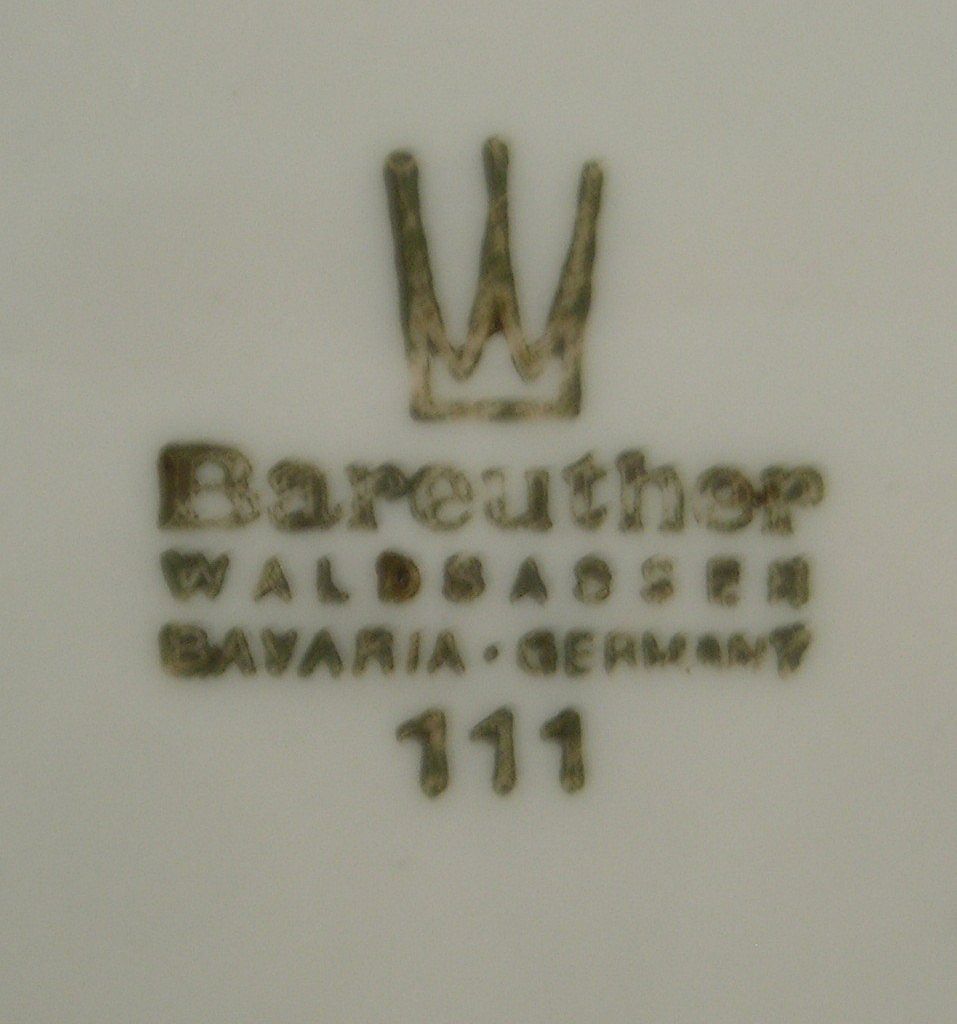 Bareuther
WALDSASSEN
BAVARIA · GERMANY
111